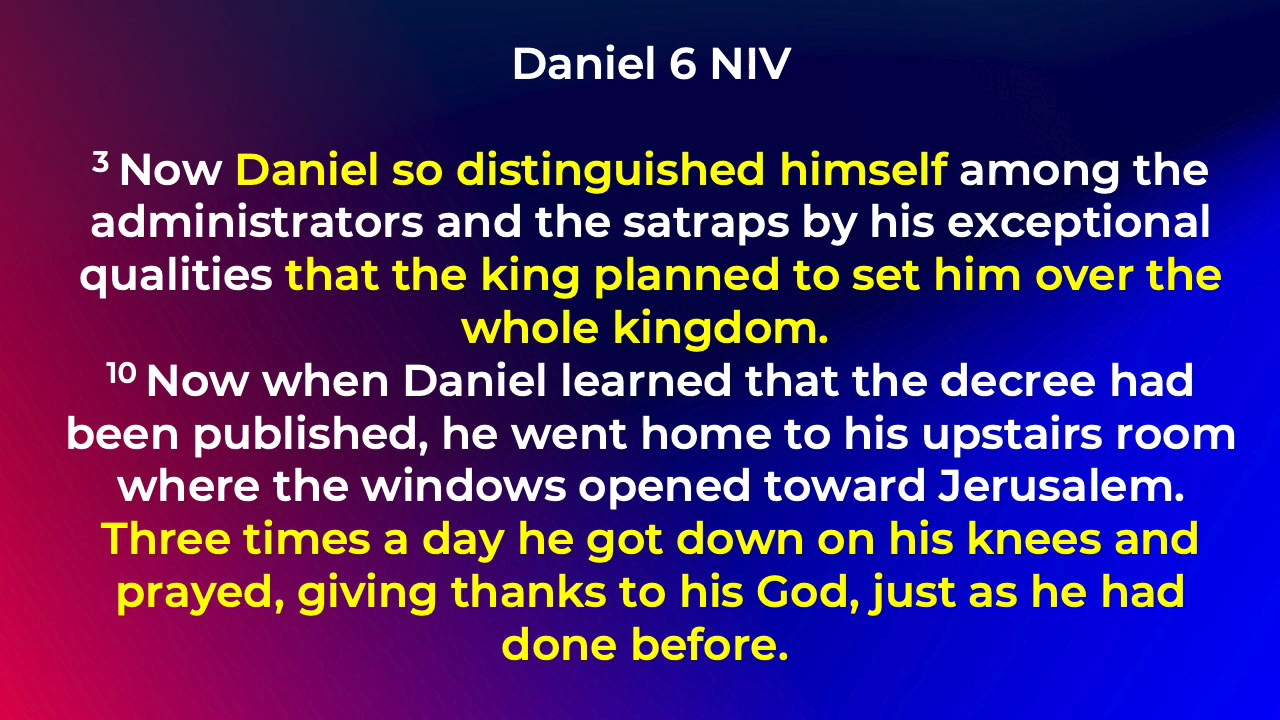 Daniel 6 NIV
³ Now Daniel so distinguished himself among the
administrators and the satraps by his exceptional
qualities that the king planned to set him over the
whole kingdom.
¹⁰ Now when Daniel learned that the decree had
been published, he went home to his upstairs room
where the windows opened toward Jerusalem.
Three times a day he got down on his knees and
prayed, giving thanks to his God, just as he had
done before.